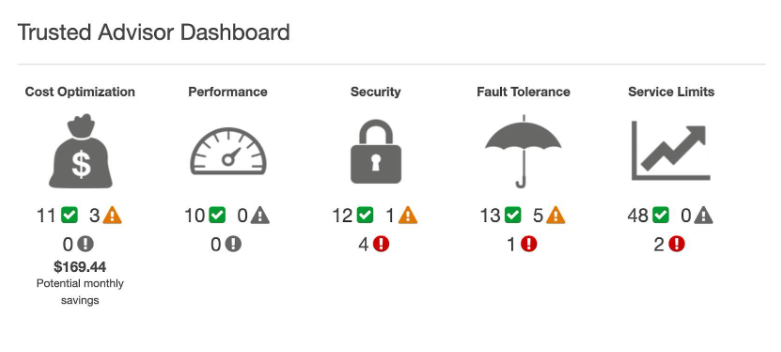 Trusted Advisor Dashboard
Cost Optimization
Performance
Security
Fault Tolerance
Service Limits
$
11 3
10 0
12 1
13 5
48 0
0
0
4
1
2
$169.44
Potential monthly
savings